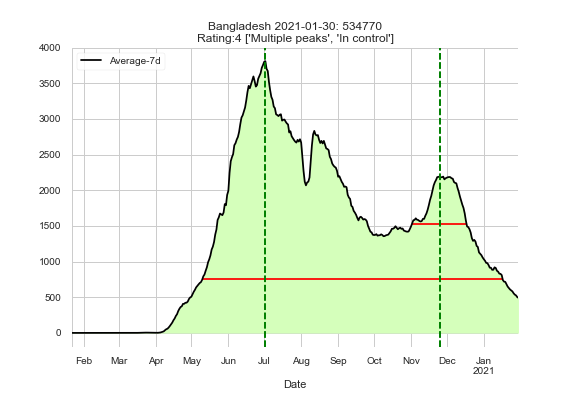 Bangladesh 2021-01-30: 534770
Rating:4 ['Multiple peaks', 'In control']
Average-7d
4000
3500
3000
2500
2000
1500
1000
500
0
Feb Mar Apr May Jun Jul Aug Sep Oct Nov Dec Jan
2021
Date